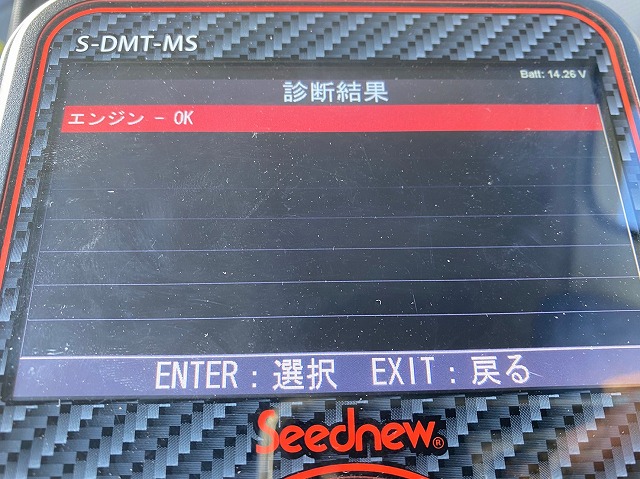 S-DMT-MS
Batt: 14.26 V
診断結果
エンジン - OK
ENTER : 選択 EXIT : 戻る
Seednew®